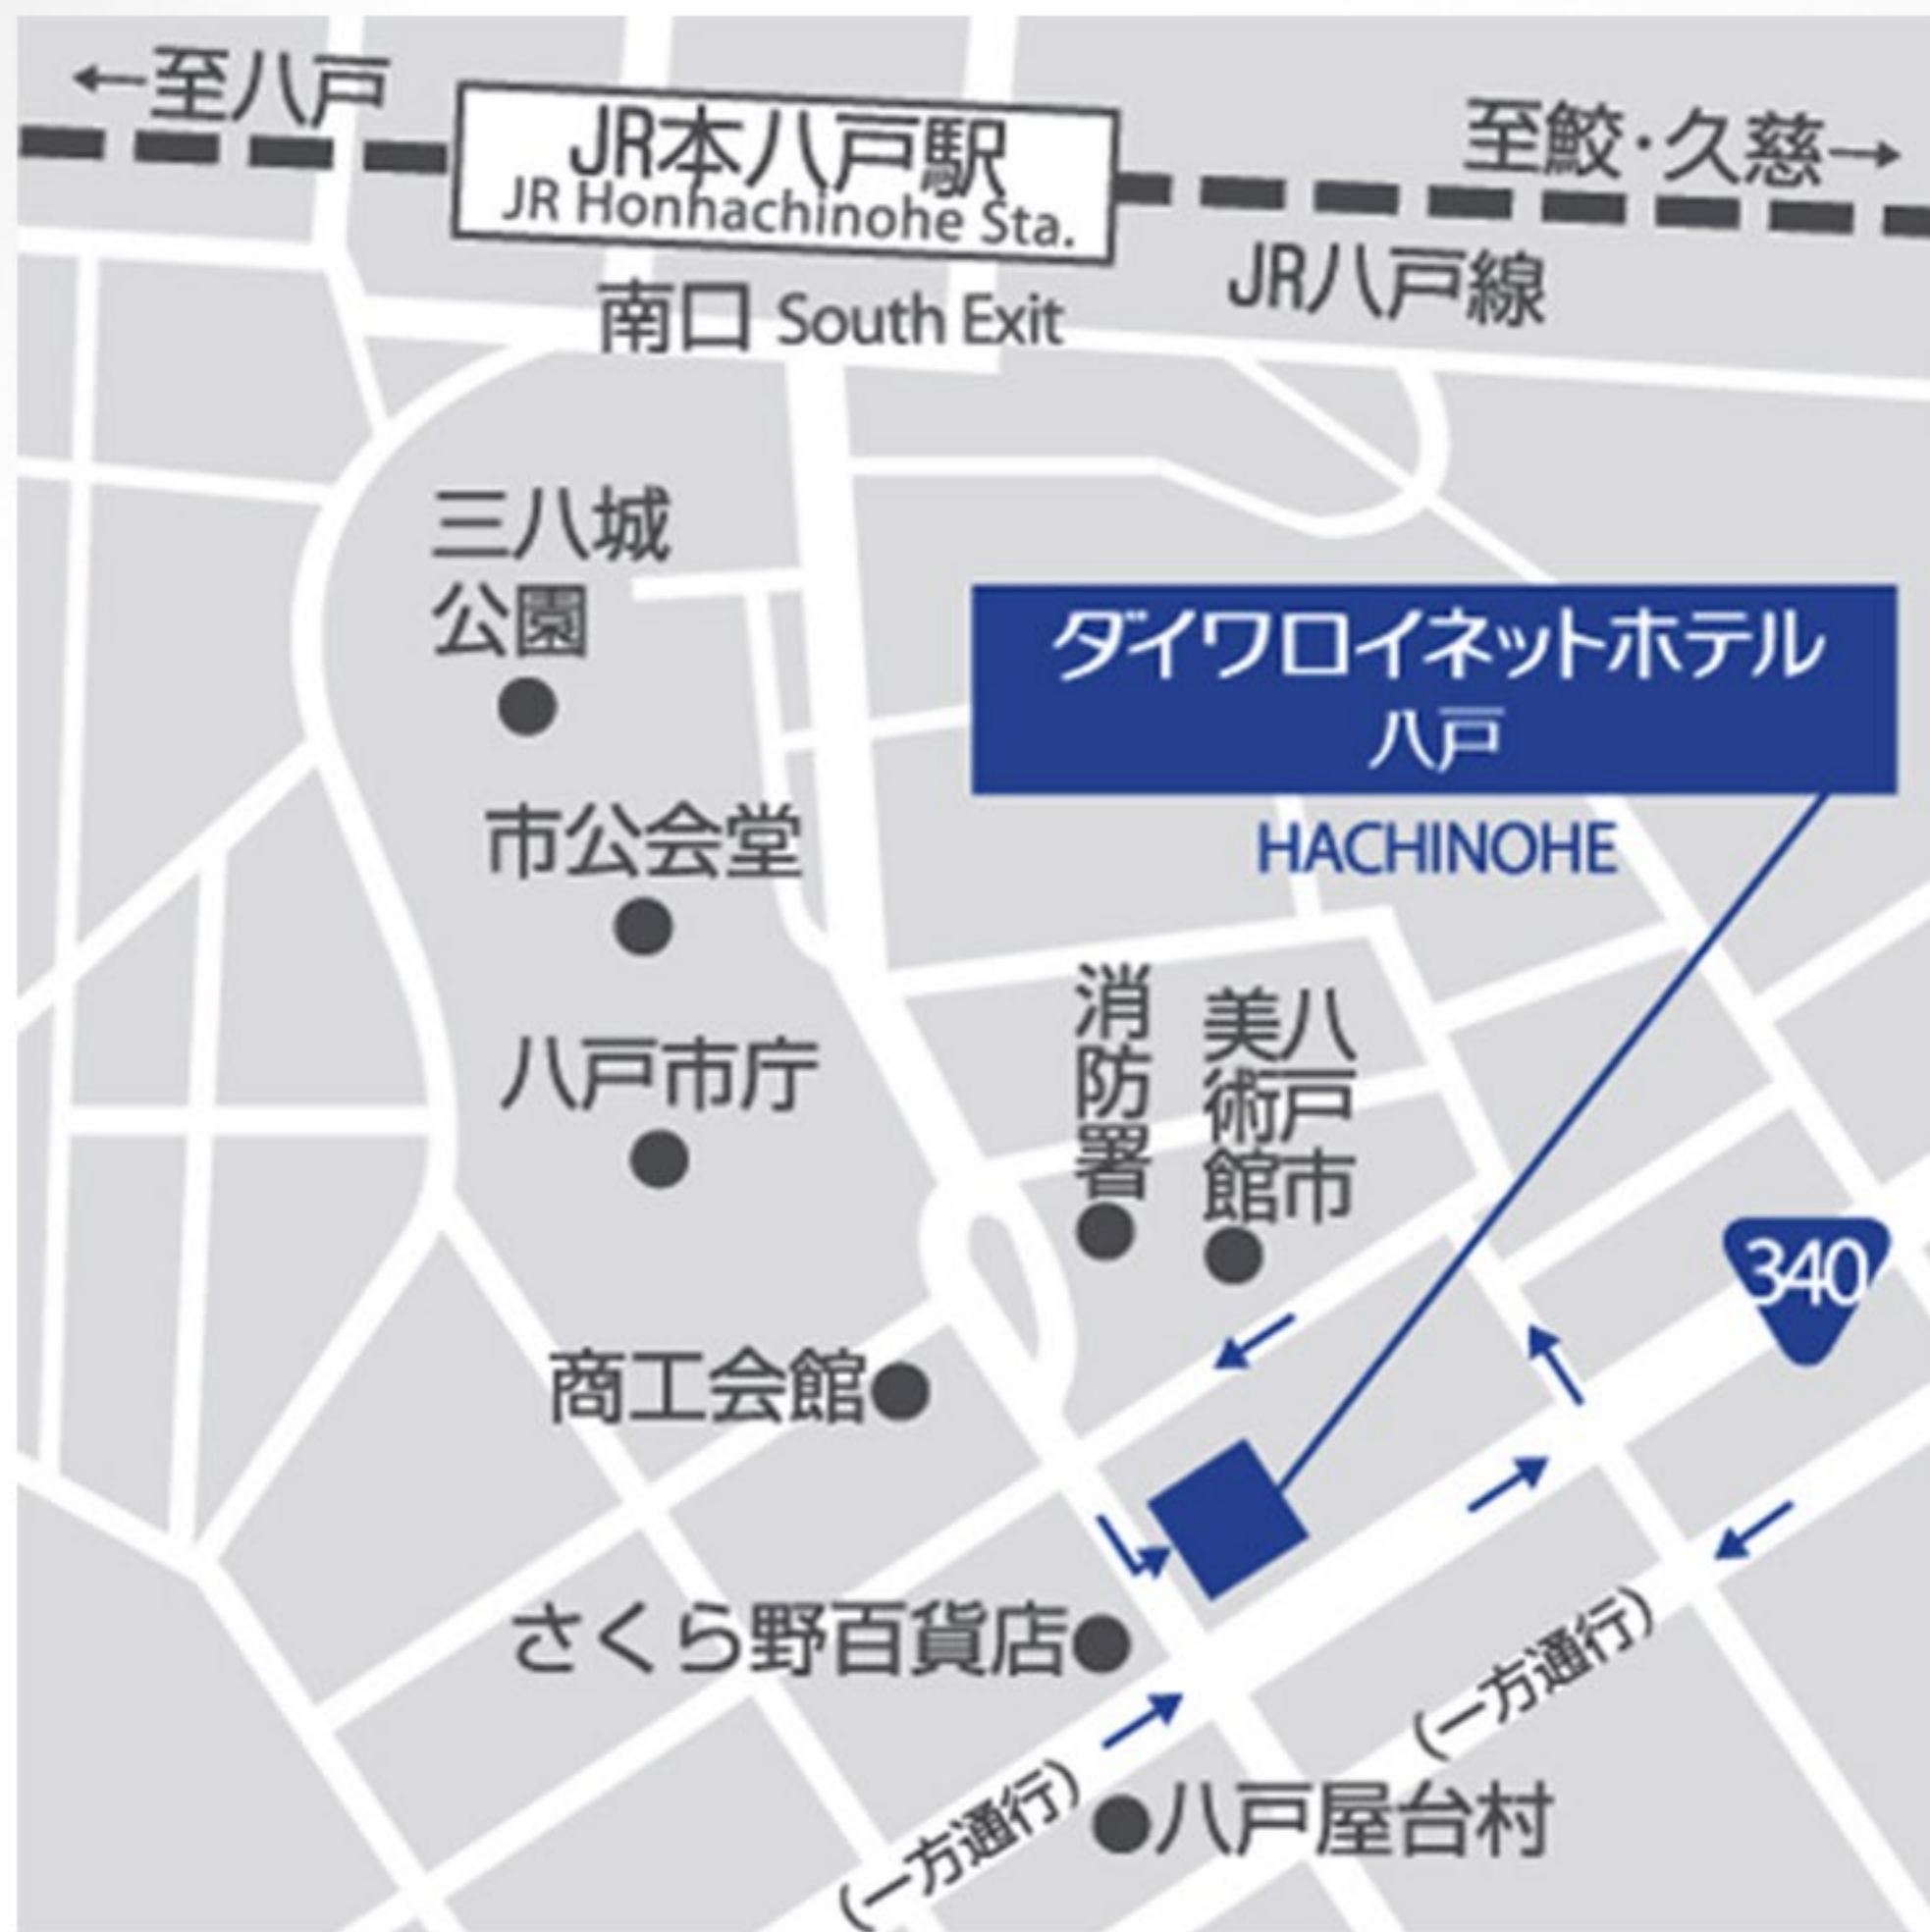 ←至八戸
JR本八戸駅
JR Honhachinohe Sta.
至鮫・久慈→
JR八戸線
南口 South Exit
三八城
公園
ダイワロイネットホテル
八戸
HACHINOHE
市公会堂
八戸市庁
消防署
八戸市
美術館
340
商工会館
さくら野百貨店
(一方通行)
(一方通行)
八戸屋台村